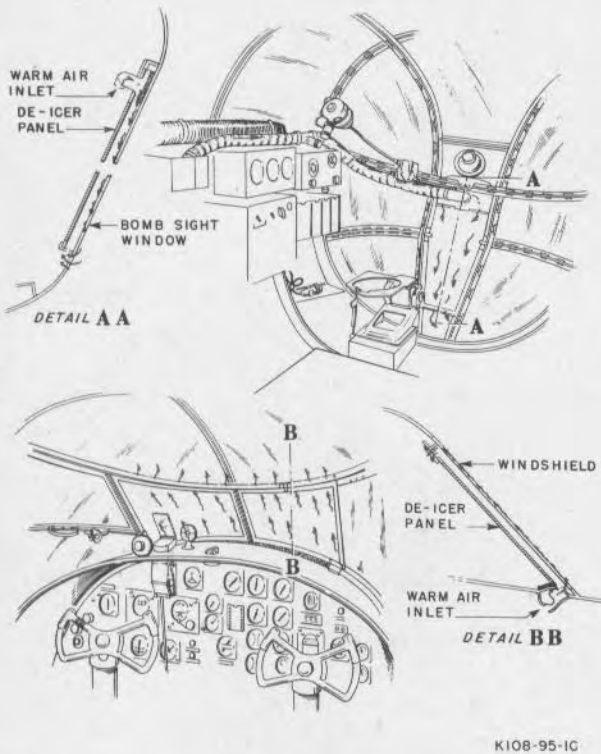 WARM AIR
INLET
DE-ICER
PANEL
BOMB SIGHT
WINDOW
DETAIL AA
A
A
B
B
WINDSHIELD
DE-ICER
PANEL
WARM AIR
INLET
DETAIL BB
K108-95-1C